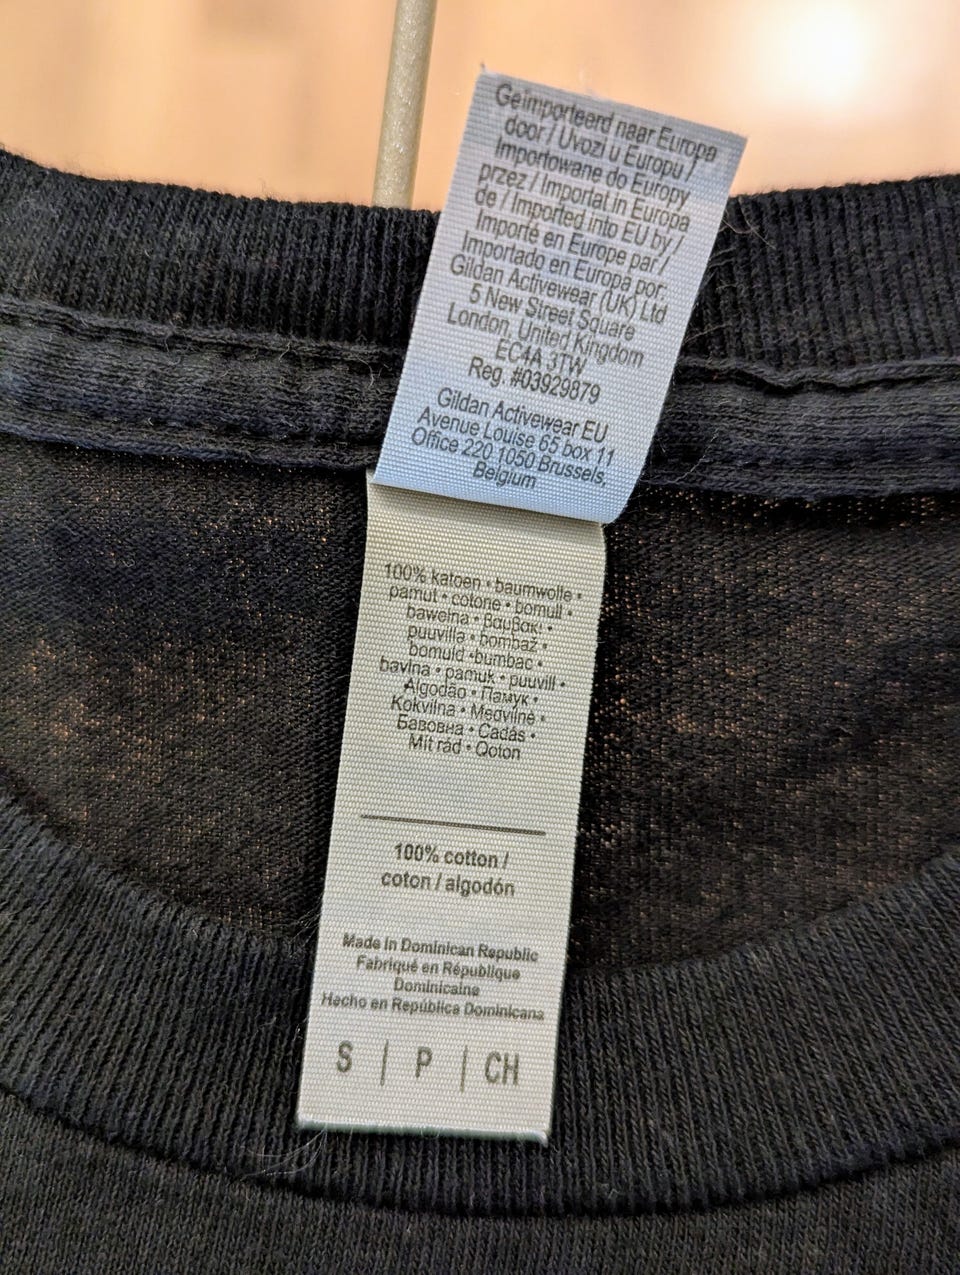 Geïmporteerd naar Europa
door / Uvozi u Europu /
Importowane do Europy
przez / Importat in Europa
de / Imported into EU by /
Importé en Europe par /
Importado en Europa por:
Gildan Activewear (UK) Ltd
5 New Street Square
London, United Kingdom
EC4A 3TW
Reg. #03929879
Gildan Activewear EU
Avenue Louise 65 box 11
Office 220 1050 Brussels,
Belgium
100% katoen • baumwolle •
pamut • cotone • bomull •
bawełna • βαμβακι •
puuvilla • bombaž •
bomuld •bumbac •
bavlna • pamuk • puuvill •
Algodão • Памук •
Kokvilna • Medvilnė •
Бавовна • Cadás •
Mit rád • Qoton
100% cotton /
coton / algodón
Made in Dominican Republic
Fabriqué en République
Dominicaine
Hecho en República Dominicana
S | P | CH